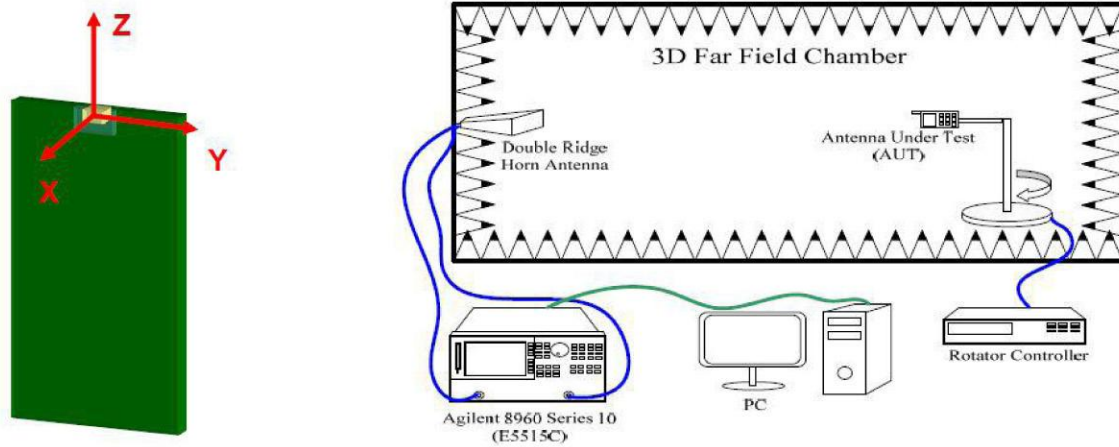 Z
Y
X
3D Far Field Chamber
Double Ridge
Horn Antenna
Antenna Under Test
(AUT)
Agilent 8960 Series 10
(E5515C)
PC
Rotator Controller